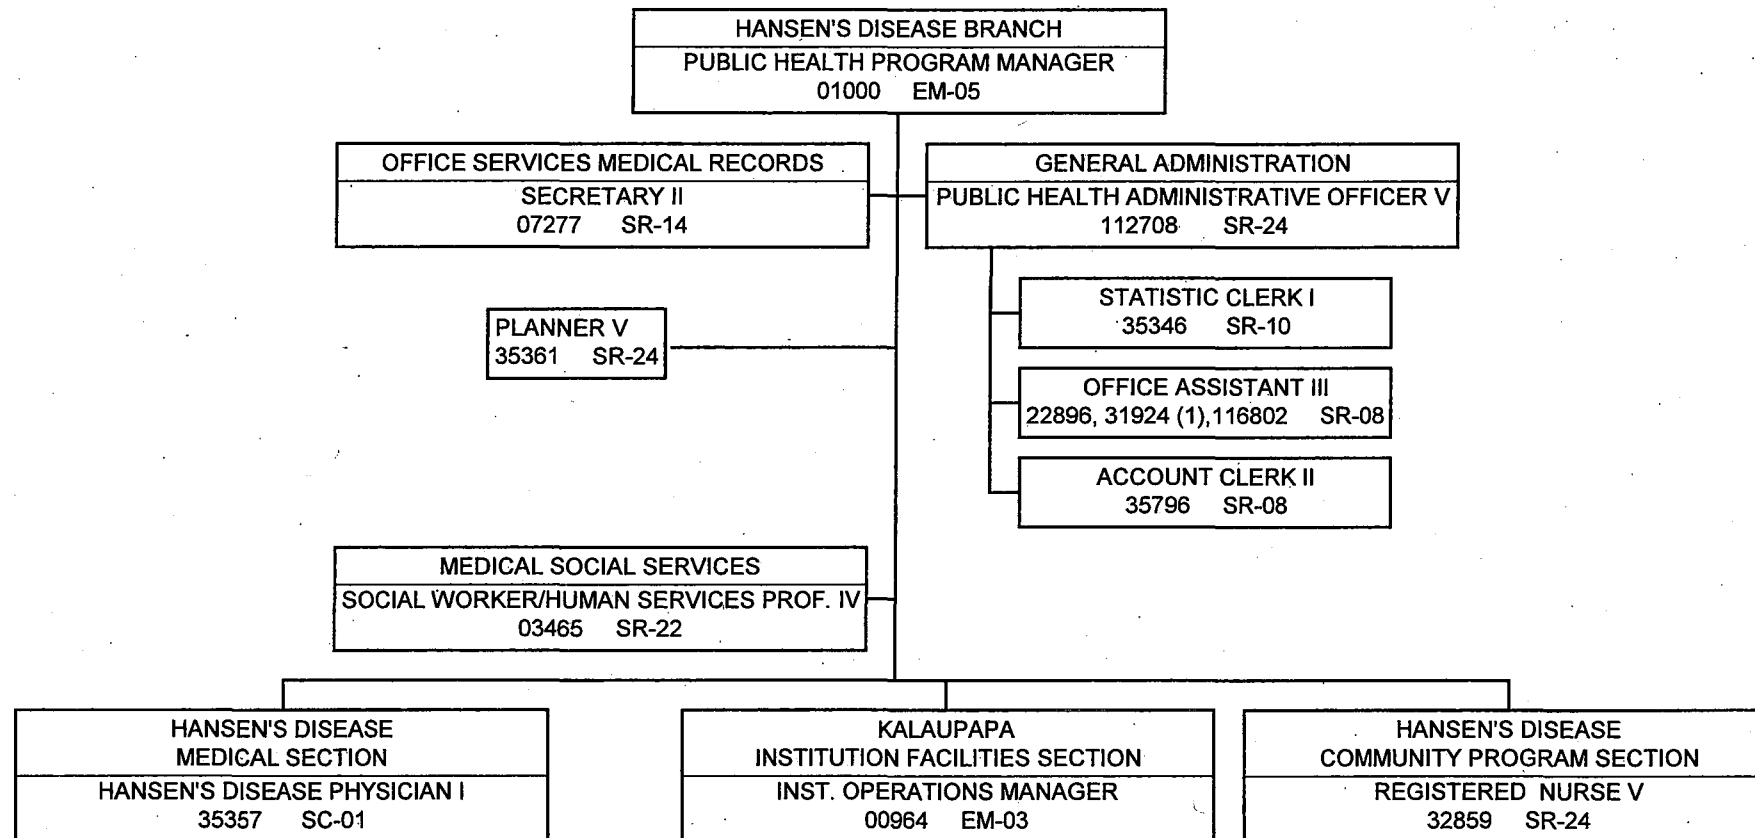 HANSEN'S DISEASE BRANCH
PUBLIC HEALTH PROGRAM MANAGER
01000 EM-05
OFFICE SERVICES MEDICAL RECORDS
SECRETARY II
07277 SR-14
GENERAL ADMINISTRATION
PUBLIC HEALTH ADMINISTRATIVE OFFICER V
112708 SR-24
STATISTIC CLERK I
35346 SR-10
PLANNER V
35361 SR-24
OFFICE ASSISTANT III
22896, 31924 (1),116802 SR-08
ACCOUNT CLERK II
35796 SR-08
MEDICAL SOCIAL SERVICES
SOCIAL WORKER/HUMAN SERVICES PROF. IV
03465 SR-22
HANSEN'S DISEASE
MEDICAL SECTION
HANSEN'S DISEASE PHYSICIAN I
35357 SC-01
KALAUPAPA
INSTITUTION FACILITIES SECTION
INST. OPERATIONS MANAGER
00964 EM-03
HANSEN'S DISEASE
COMMUNITY PROGRAM SECTION
REGISTERED NURSE V
32859 SR-24